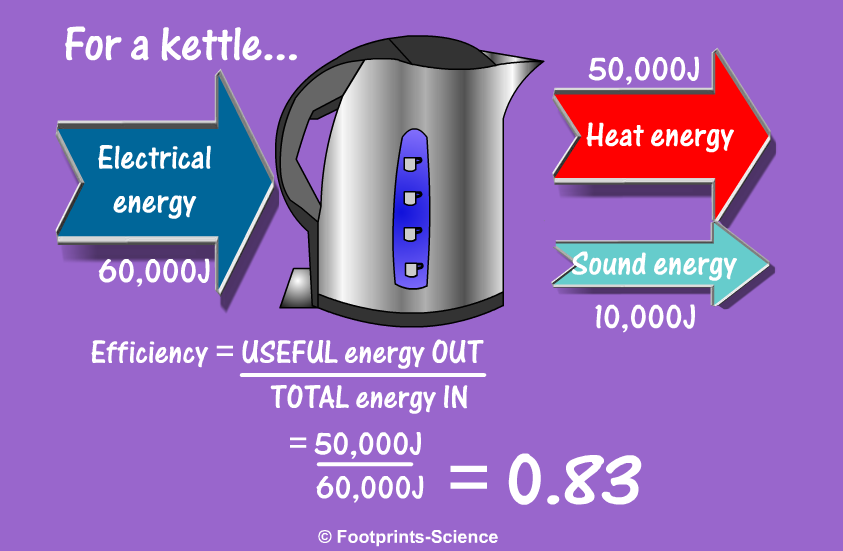 For a kettle...
50,000J
Electrical
energy
Heat energy
60,000J
Sound energy
10,000J
Efficiency = USEFUL energy OUT
TOTAL energy IN
= 50,000J
60,000J
= 0.83
© Footprints-Science